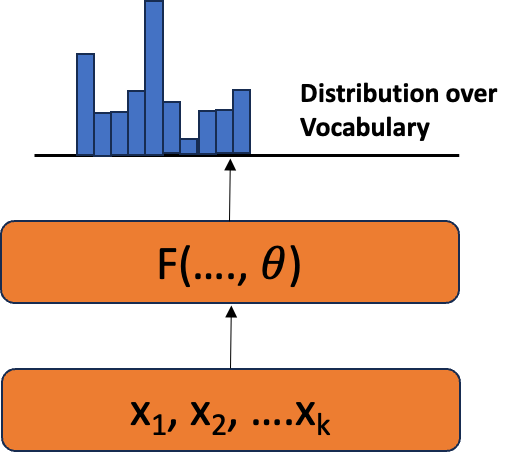 Distribution over
Vocabulary
F(...., θ)
x₁, x₂, ....xₖ